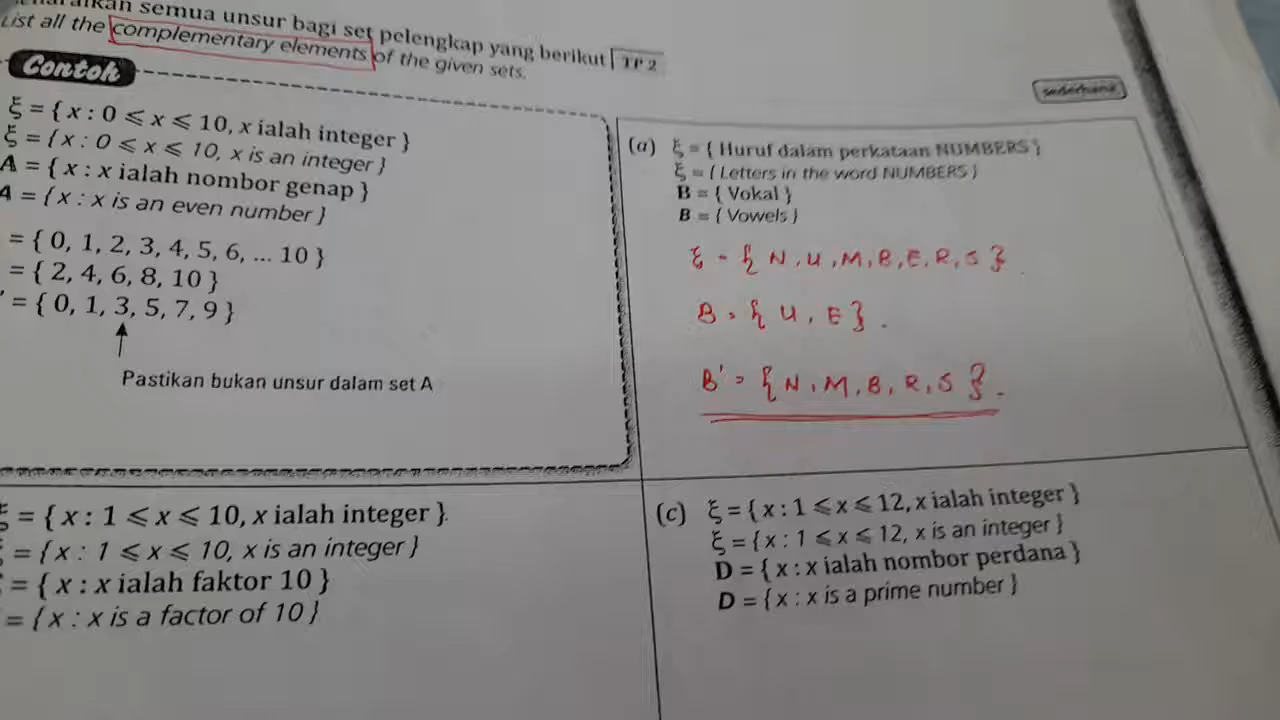 semua unsur bagi set pelengkap yang berikut TP 2
List all the complementary elements of the given sets.
Contoh
ξ = { x : 0 ⩽ x ⩽ 10, x ialah integer }
ξ = { x : 0 ⩽ x ⩽ 10, x is an integer }
A = { x : x ialah nombor genap }
A = { x : x is an even number }
= { 0, 1, 2, 3, 4, 5, 6, ... 10 }
= { 2, 4, 6, 8, 10 }
' = { 0, 1, 3, 5, 7, 9 }
Pastikan bukan unsur dalam set A
sederhana
(a) ξ = { Huruf dalam perkataan NUMBERS }
ξ = { Letters in the word NUMBERS }
B = { Vokal }
B = { Vowels }
ξ = { N, U, M, B, E, R, S }
B = { U, E }.
B' = { N, M, B, R, S }.
ξ = { x : 1 ⩽ x ⩽ 10, x ialah integer }
= { x : 1 ⩽ x ⩽ 10, x is an integer }
= { x : x ialah faktor 10 }
= { x : x is a factor of 10 }
(c) ξ = { x : 1 ⩽ x ⩽ 12, x ialah integer }
ξ = { x : 1 ⩽ x ⩽ 12, x is an integer }
D = { x : x ialah nombor perdana }
D = { x : x is a prime number }